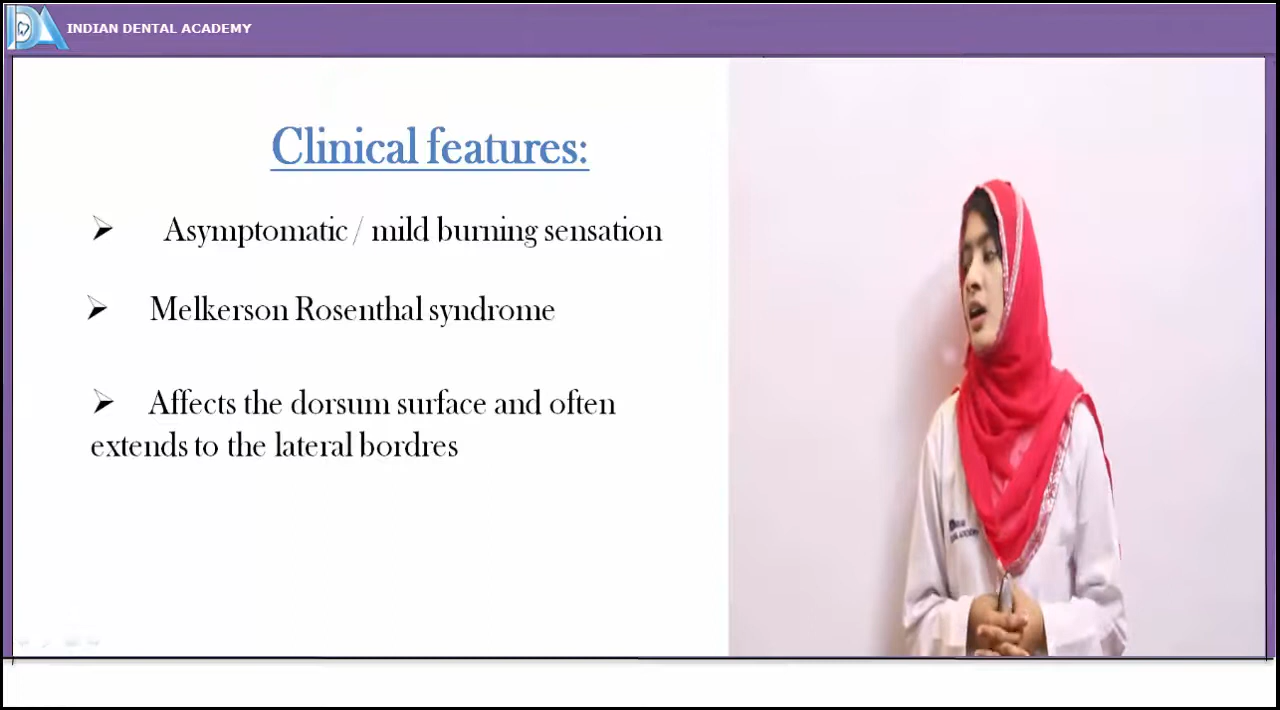 INDIAN DENTAL ACADEMY
Clinical features:
➢ Asymptomatic / mild burning sensation
➢ Melkerson Rosenthal syndrome
➢ Affects the dorsum surface and often
extends to the lateral bordres